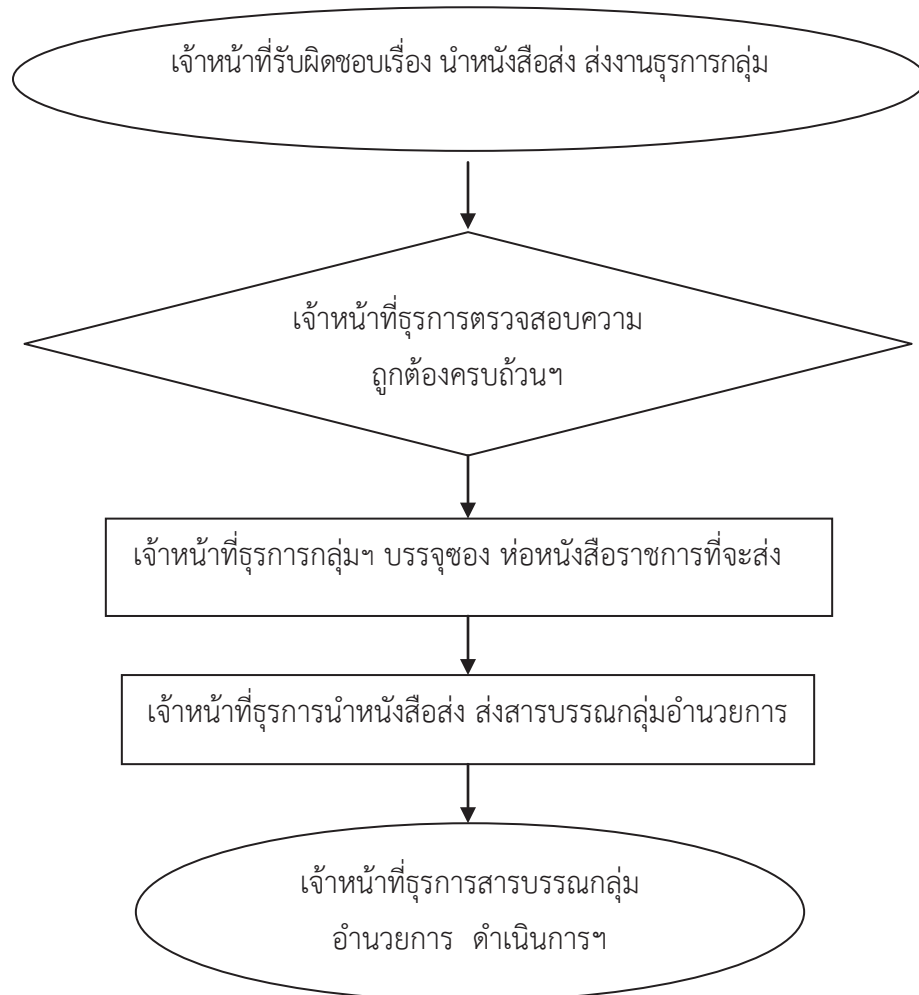 เจ้าหน้าที่รับผิดชอบเรื่อง นำหนังสือส่ง ส่งงานธุรการกลุ่ม
เจ้าหน้าที่ธุรการตรวจสอบความ
ถูกต้องครบถ้วนฯ
เจ้าหน้าที่ธุรการกลุ่มฯ บรรจุซอง ห่อหนังสือราชการที่จะส่ง
เจ้าหน้าที่ธุรการนำหนังสือส่ง ส่งสารบรรณกลุ่มอำนวยการ
เจ้าหน้าที่ธุรการสารบรรณกลุ่ม
อำนวยการ ดำเนินการฯ